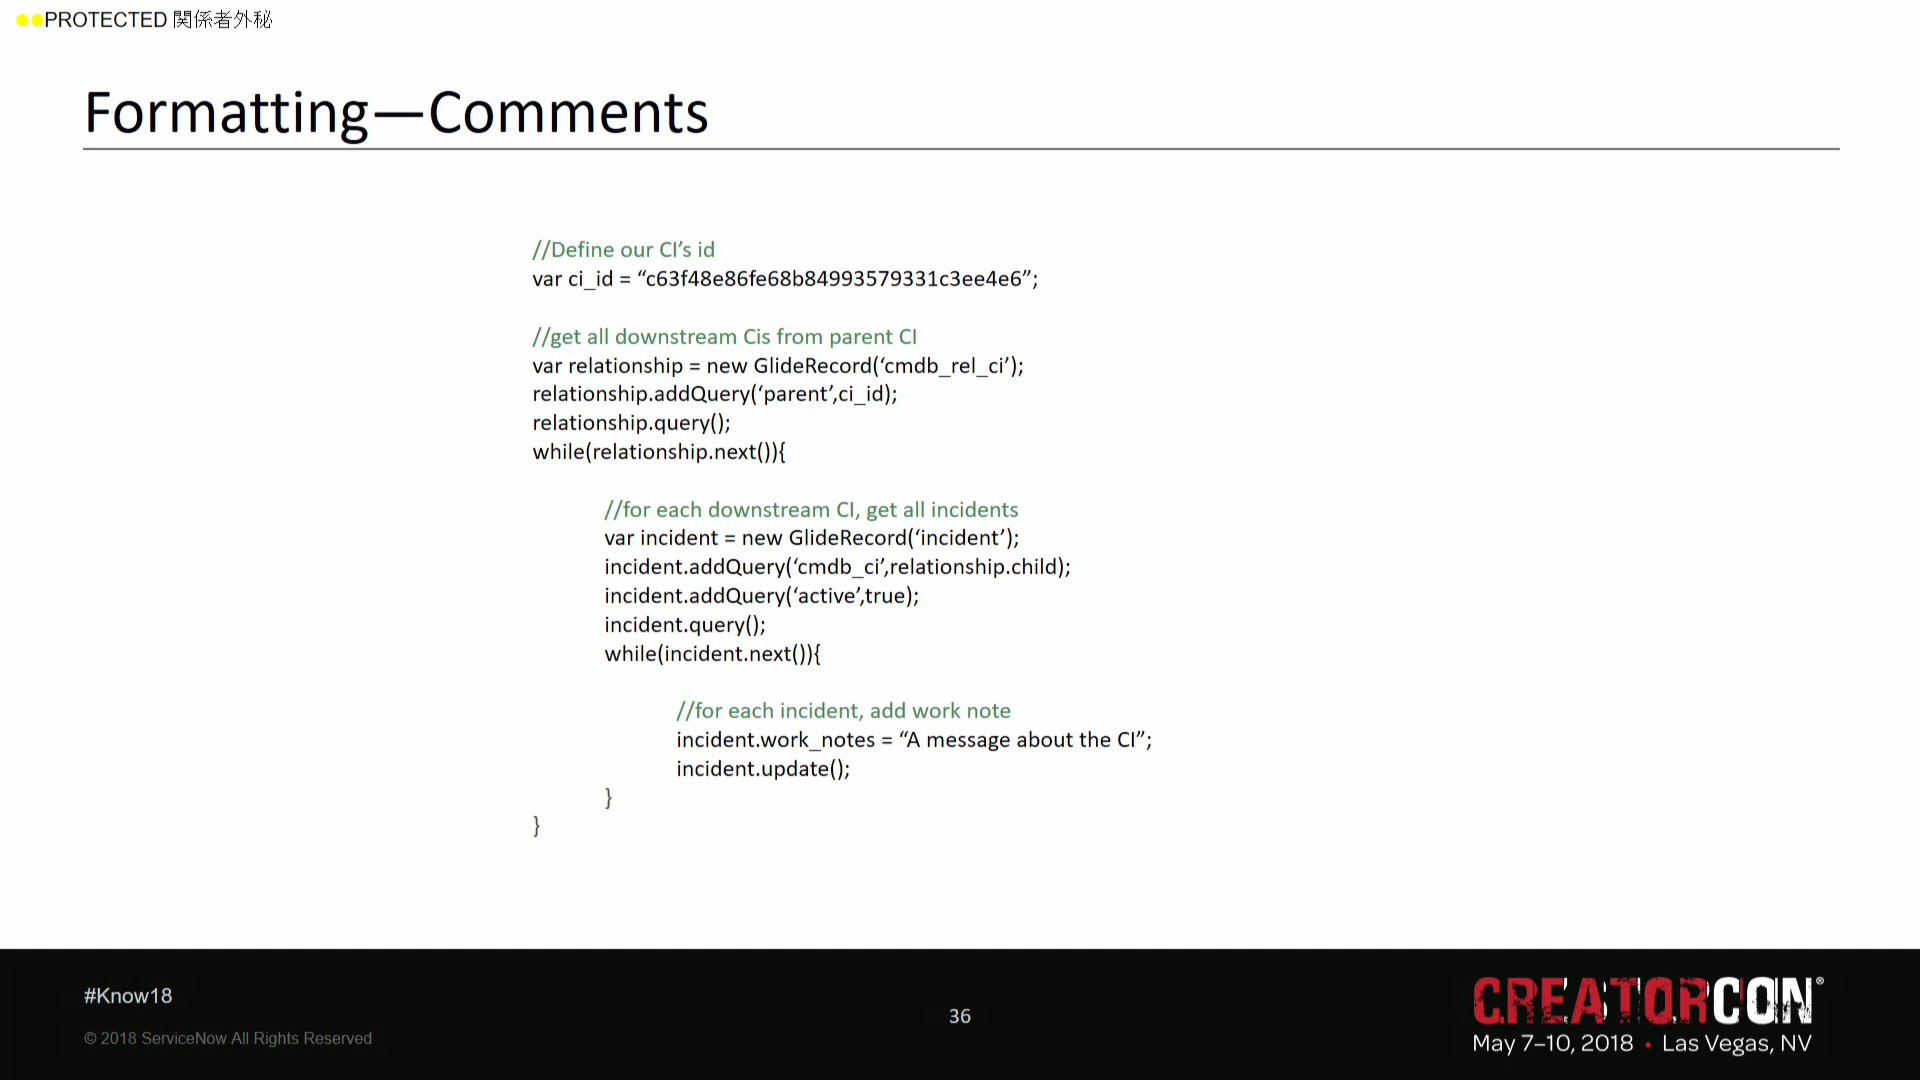 PROTECTED 関係者外秘
Formatting—Comments
//Define our CI’s id
var ci_id = “c63f48e86fe68b84993579331c3ee4e6”;
//get all downstream Cis from parent CI
var relationship = new GlideRecord(‘cmdb_rel_ci’);
relationship.addQuery(‘parent’,ci_id);
relationship.query();
while(relationship.next()){
//for each downstream CI, get all incidents
var incident = new GlideRecord(‘incident’);
incident.addQuery(‘cmdb_ci’,relationship.child);
incident.addQuery(‘active’,true);
incident.query();
while(incident.next()){
//for each incident, add work note
incident.work_notes = “A message about the CI”;
incident.update();
}
}
#Know18
© 2018 ServiceNow All Rights Reserved
36
CREATORCON®
May 7–10, 2018 • Las Vegas, NV